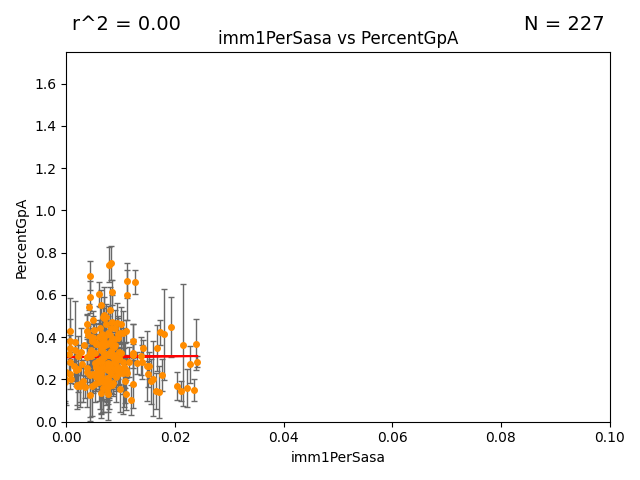 r^2 = 0.00
N = 227
imm1PerSasa vs PercentGpA
1.6
1.4
1.2
1.0
0.8
0.6
0.4
0.2
0.0
PercentGpA
0.00 0.02 0.04 0.06 0.08 0.10
imm1PerSasa